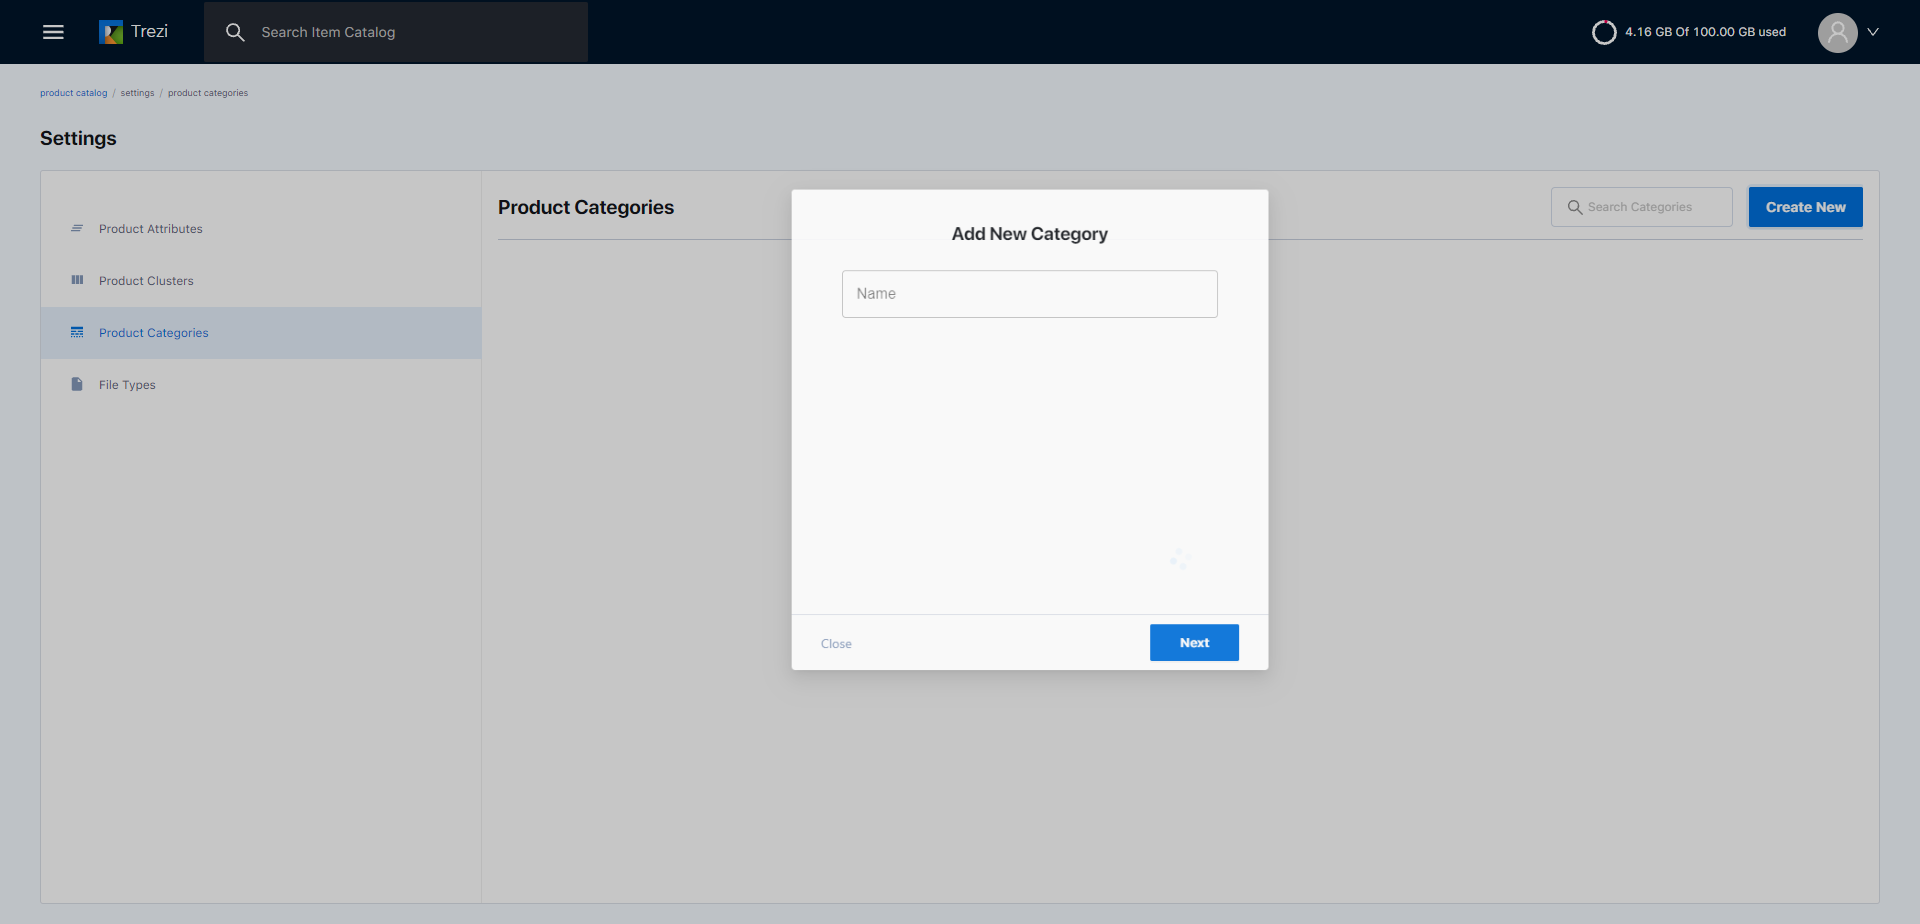 Trezi
Search Item Catalog
4.16 GB Of 100.00 GB used
product catalog / settings / product categories
Settings
Product Attributes
Product Clusters
Product Categories
File Types
Product Categories
Search Categories
Create New
Add New Category
Name
Close
Next